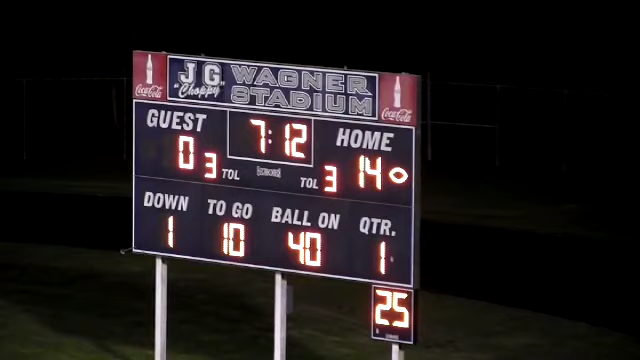 J G WAGNER
"Choppy" STADIUM
Coca-Cola
Coca-Cola
GUEST 7:12 HOME
0 3 TOL TOL 3 14
DOWN TO GO BALL ON QTR.
1 10 40 1
25